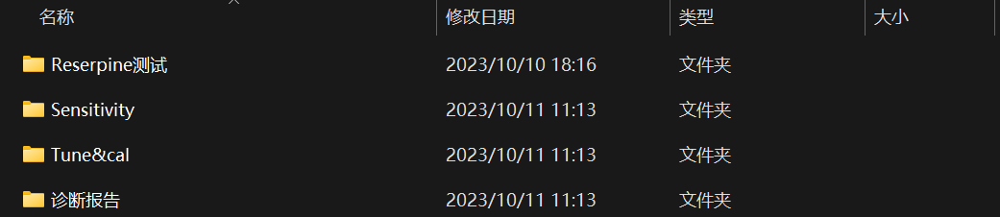 名称 修改日期 类型 大小
Reserpine测试 2023/10/10 18:16 文件夹
Sensitivity 2023/10/11 11:13 文件夹
Tune&cal 2023/10/11 11:13 文件夹
诊断报告 2023/10/11 11:13 文件夹